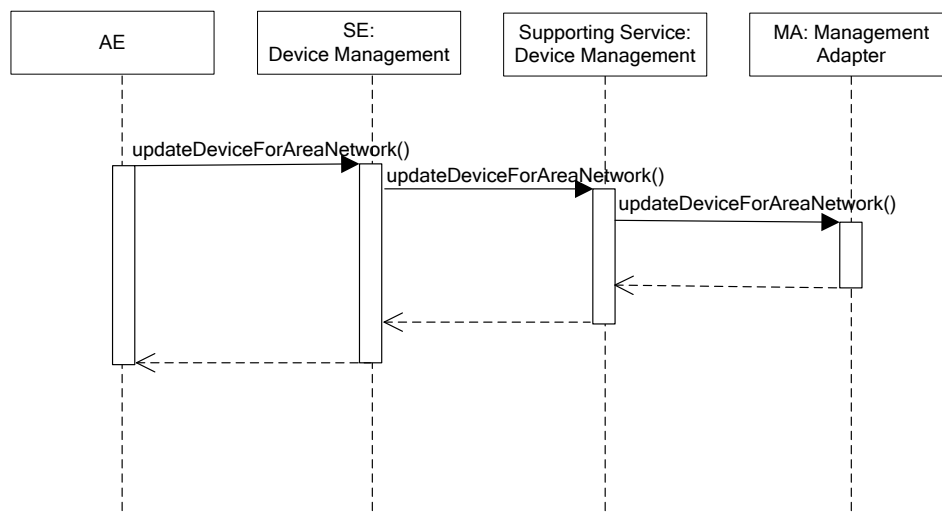 AE
SE:
Device Management
Supporting Service:
Device Management
MA: Management
Adapter
updateDeviceForAreaNetwork()
updateDeviceForAreaNetwork()
updateDeviceForAreaNetwork()